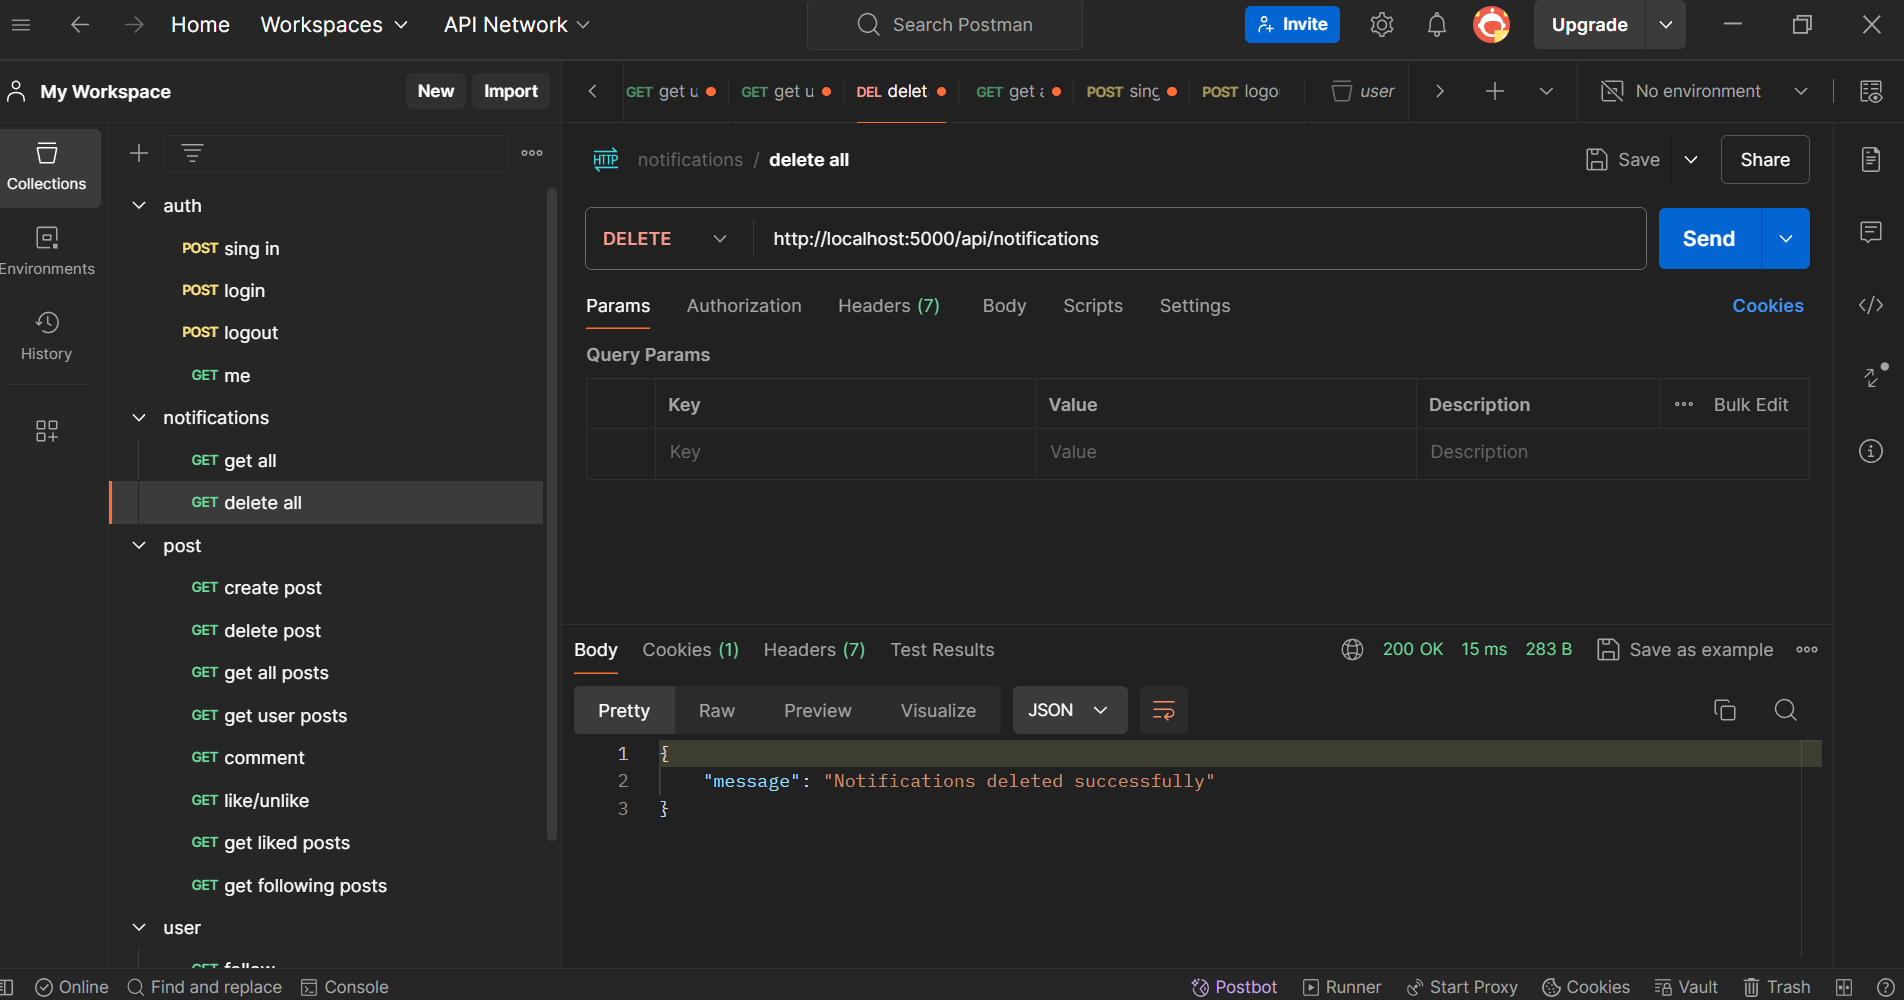 Home Workspaces API Network Search Postman Invite Upgrade
My Workspace New Import
GET get u GET get u DEL delet GET get a POST sing POST logo user No environment
Collections
Environments
History
auth
POST sing in
POST login
POST logout
GET me
notifications
GET get all
GET delete all
post
GET create post
GET delete post
GET get all posts
GET get user posts
GET comment
GET like/unlike
GET get liked posts
GET get following posts
user
GET follow
HTTP notifications / delete all Save Share
DELETE http://localhost:5000/api/notifications Send
Params Authorization Headers (7) Body Scripts Settings Cookies
Query Params
Key Value Description Bulk Edit
Key Value Description
Body Cookies (1) Headers (7) Test Results 200 OK 15 ms 283 B Save as example
Pretty Raw Preview Visualize JSON
1 {
2 "message": "Notifications deleted successfully"
3 }
Online Find and replace Console Postbot Runner Start Proxy Cookies Vault Trash